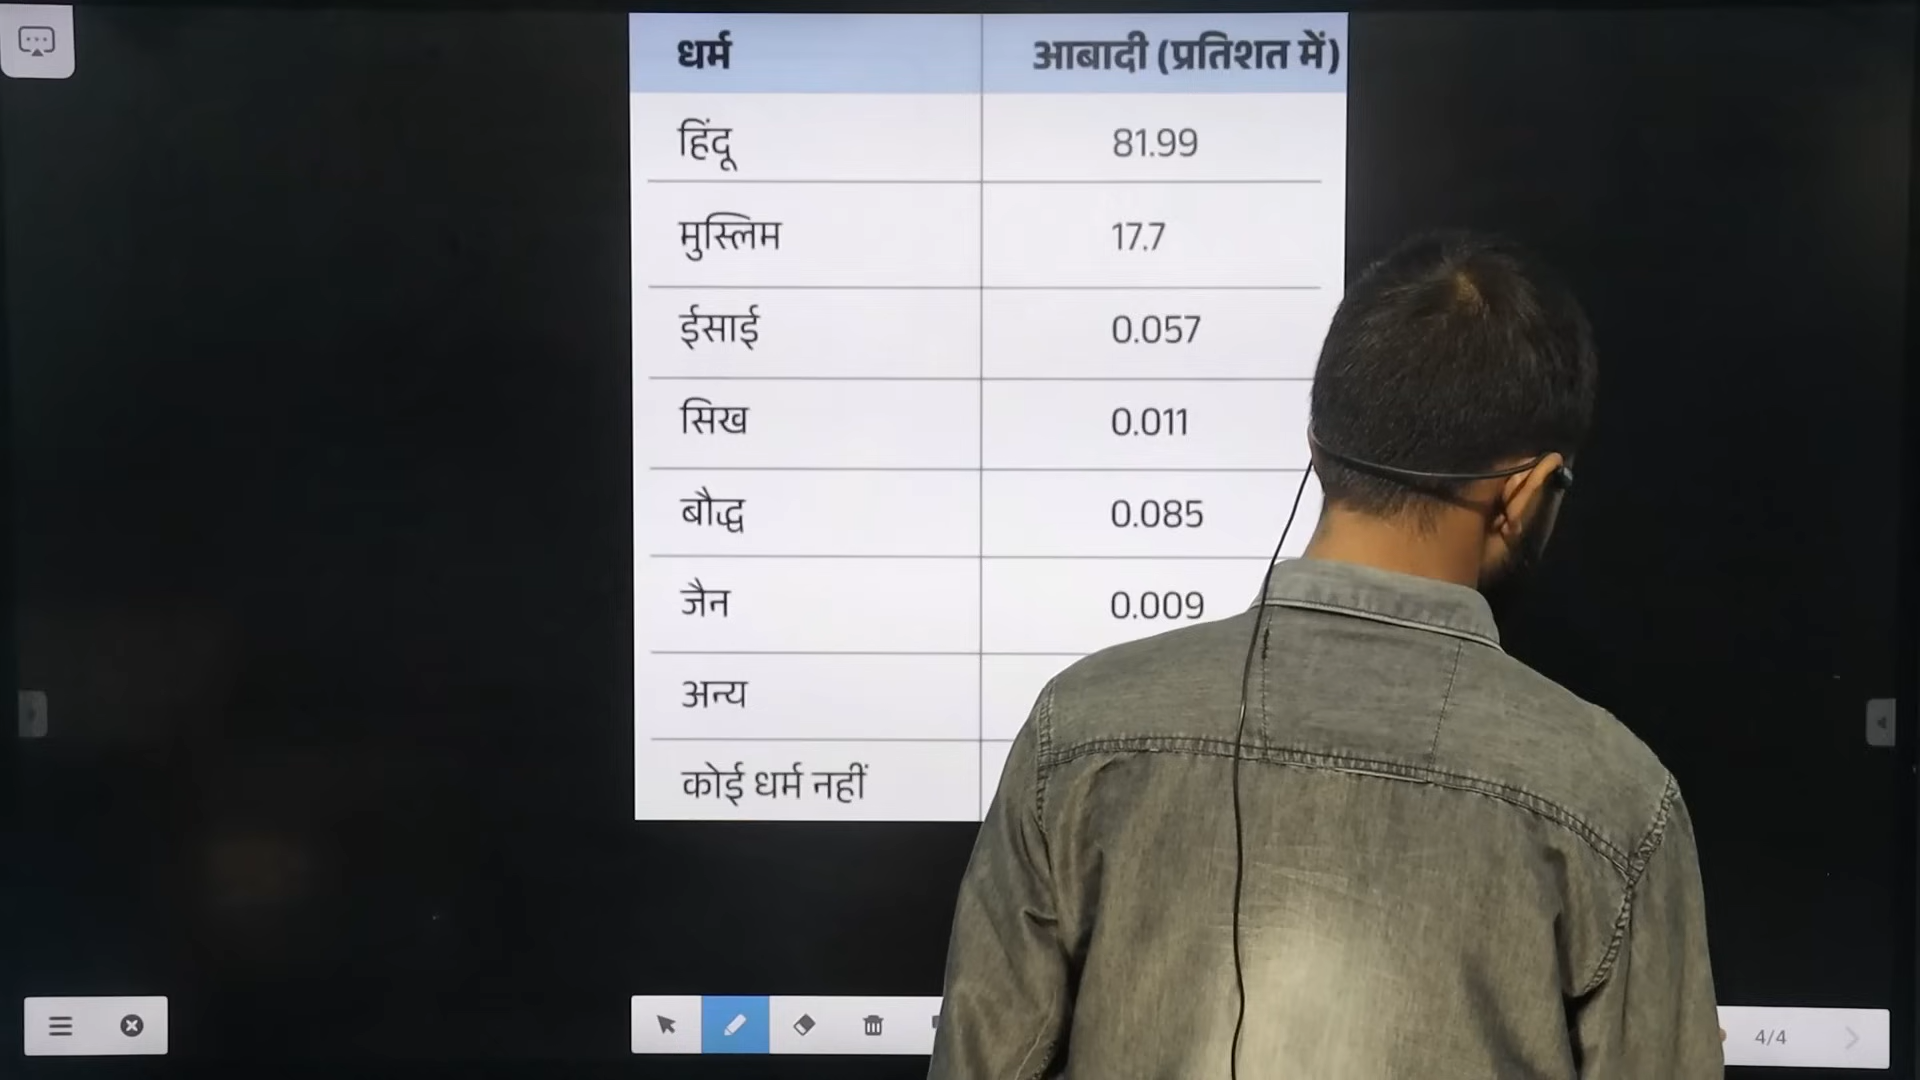 धर्म आबादी (प्रतिशत में)
हिंदू 81.99
मुस्लिम 17.7
ईसाई 0.057
सिख 0.011
बौद्ध 0.085
जैन 0.009
अन्य
कोई धर्म नहीं
4/4